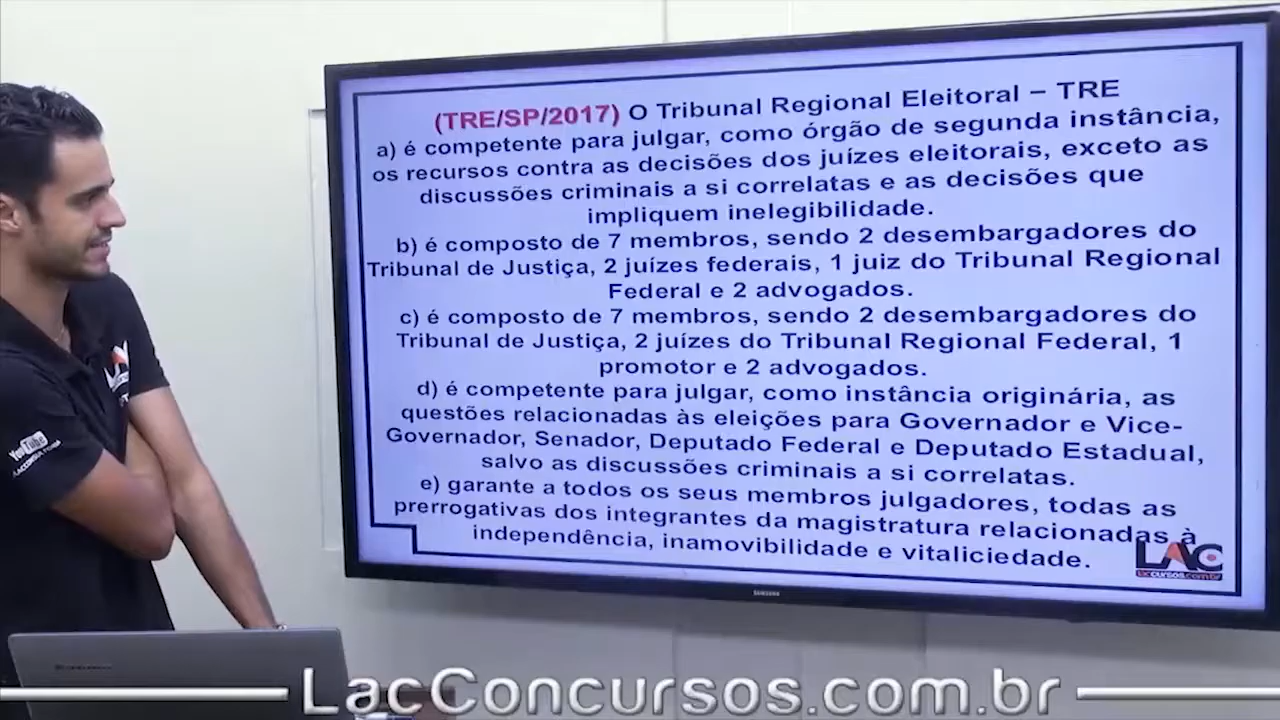 (TRE/SP/2017) O Tribunal Regional Eleitoral – TRE
a) é competente para julgar, como órgão de segunda instância,
os recursos contra as decisões dos juízes eleitorais, exceto as
discussões criminais a si correlatas e as decisões que
impliquem inelegibilidade.
b) é composto de 7 membros, sendo 2 desembargadores do
Tribunal de Justiça, 2 juízes federais, 1 juiz do Tribunal Regional
Federal e 2 advogados.
c) é composto de 7 membros, sendo 2 desembargadores do
Tribunal de Justiça, 2 juízes do Tribunal Regional Federal, 1
promotor e 2 advogados.
d) é competente para julgar, como instância originária, as
questões relacionadas às eleições para Governador e Vice-
Governador, Senador, Deputado Federal e Deputado Estadual,
salvo as discussões criminais a si correlatas.
e) garante a todos os seus membros julgadores, todas as
prerrogativas dos integrantes da magistratura relacionadas à
independência, inamovibilidade e vitaliciedade.
LAC
laccursos.com.br
SAMSUNG
YouTube
LacConcursos.com.br